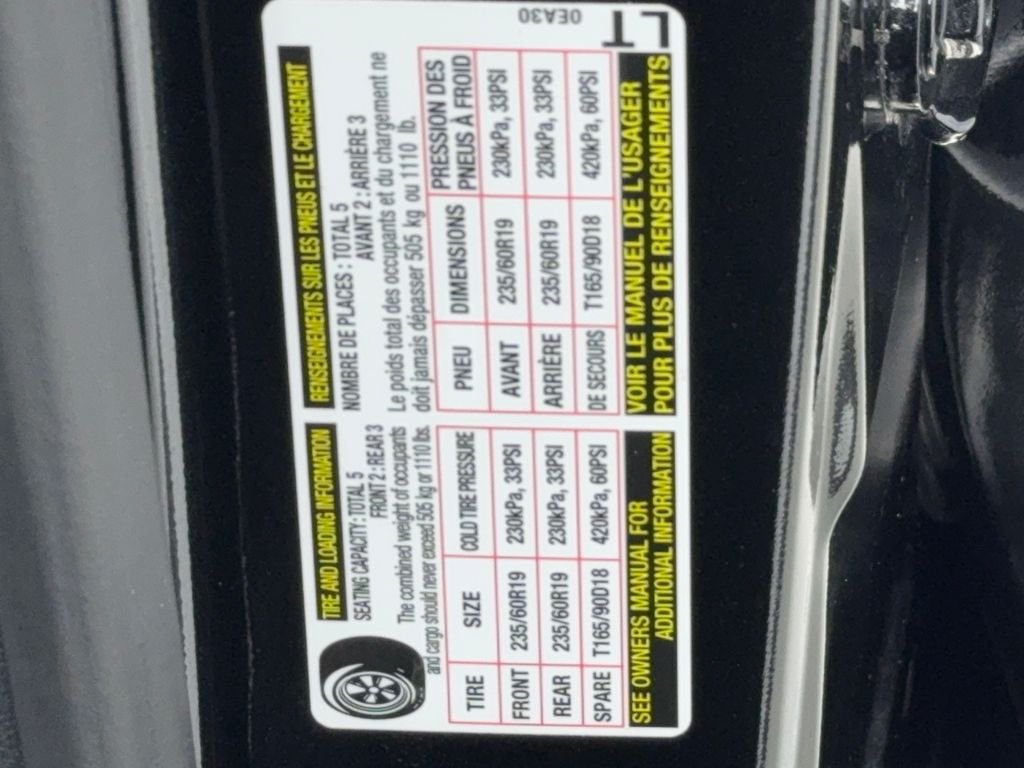 TIRE AND LOADING INFORMATION
SEATING CAPACITY: TOTAL 5
FRONT 2 : REAR 3
The combined weight of occupants
and cargo should never exceed 505 kg or 1110 lbs.
TIRE SIZE COLD TIRE PRESSURE
FRONT 235/60R19 230kPa, 33PSI
REAR 235/60R19 230kPa, 33PSI
SPARE T165/90D18 420kPa, 60PSI
SEE OWNERS MANUAL FOR
ADDITIONAL INFORMATION
RENSEIGNEMENTS SUR LES PNEUS ET LE CHARGEMENT
NOMBRE DE PLACES : TOTAL 5
AVANT 2 : ARRIÈRE 3
Le poids total des occupants et du chargement ne
doit jamais dépasser 505 kg ou 1110 lb.
PNEU DIMENSIONS PRESSION DES
PNEUS À FROID
AVANT 235/60R19 230kPa, 33PSI
ARRIÈRE 235/60R19 230kPa, 33PSI
DE SECOURS T165/90D18 420kPa, 60PSI
VOIR LE MANUEL DE L'USAGER
POUR PLUS DE RENSEIGNEMENTS
0EA30